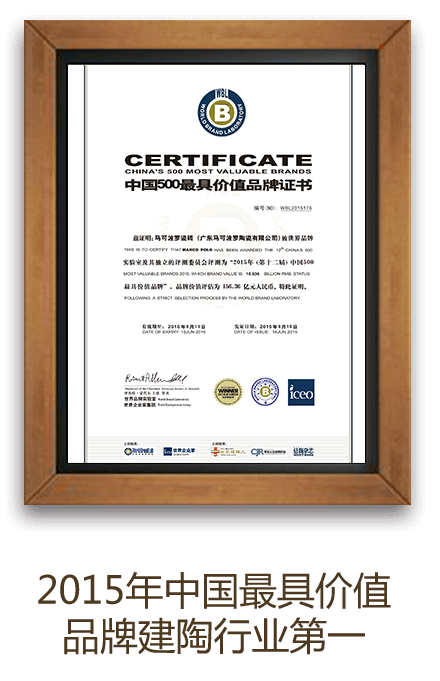 WBL
WORLD BRAND LABORATORY
B
CERTIFICATE
CHINA'S 500 MOST VALUABLE BRANDS
中国500最具价值品牌证书
编号(NO): WBL2015175
兹证明:马可波罗瓷砖(广东马可波罗陶瓷有限公司)被世界品牌
THIS IS TO CERTIFY THAT MARCO POLO HAS BEEN AWARDED THE 12TH CHINA'S 500
实验室及其独立的评测委员会评测为“2015年(第十二届)中国500
MOST VALUABLE BRANDS 2015, WHICH BRAND VALUE IS 15.636 BILLION RMB. STATUS
最具价值品牌”，品牌价值评估为 156.36 亿元人民币。特此证明。
FOLLOWING A STRICT SELECTION PROCESS BY THE WORLD BRAND LABORATORY.
有效期至: 2016年6月15日 发证日期: 2015年6月16日
DATE OF EXPIRY: 15JUN 2016 DATE OF ISSUE: 16JUN 2015
世界品牌实验室 World Brand Laboratory
世界企业家集团 World Entrepreneur Group
WINNER
B
iceo
世界企业家
CJR
2015年中国最具价值
品牌建陶行业第一